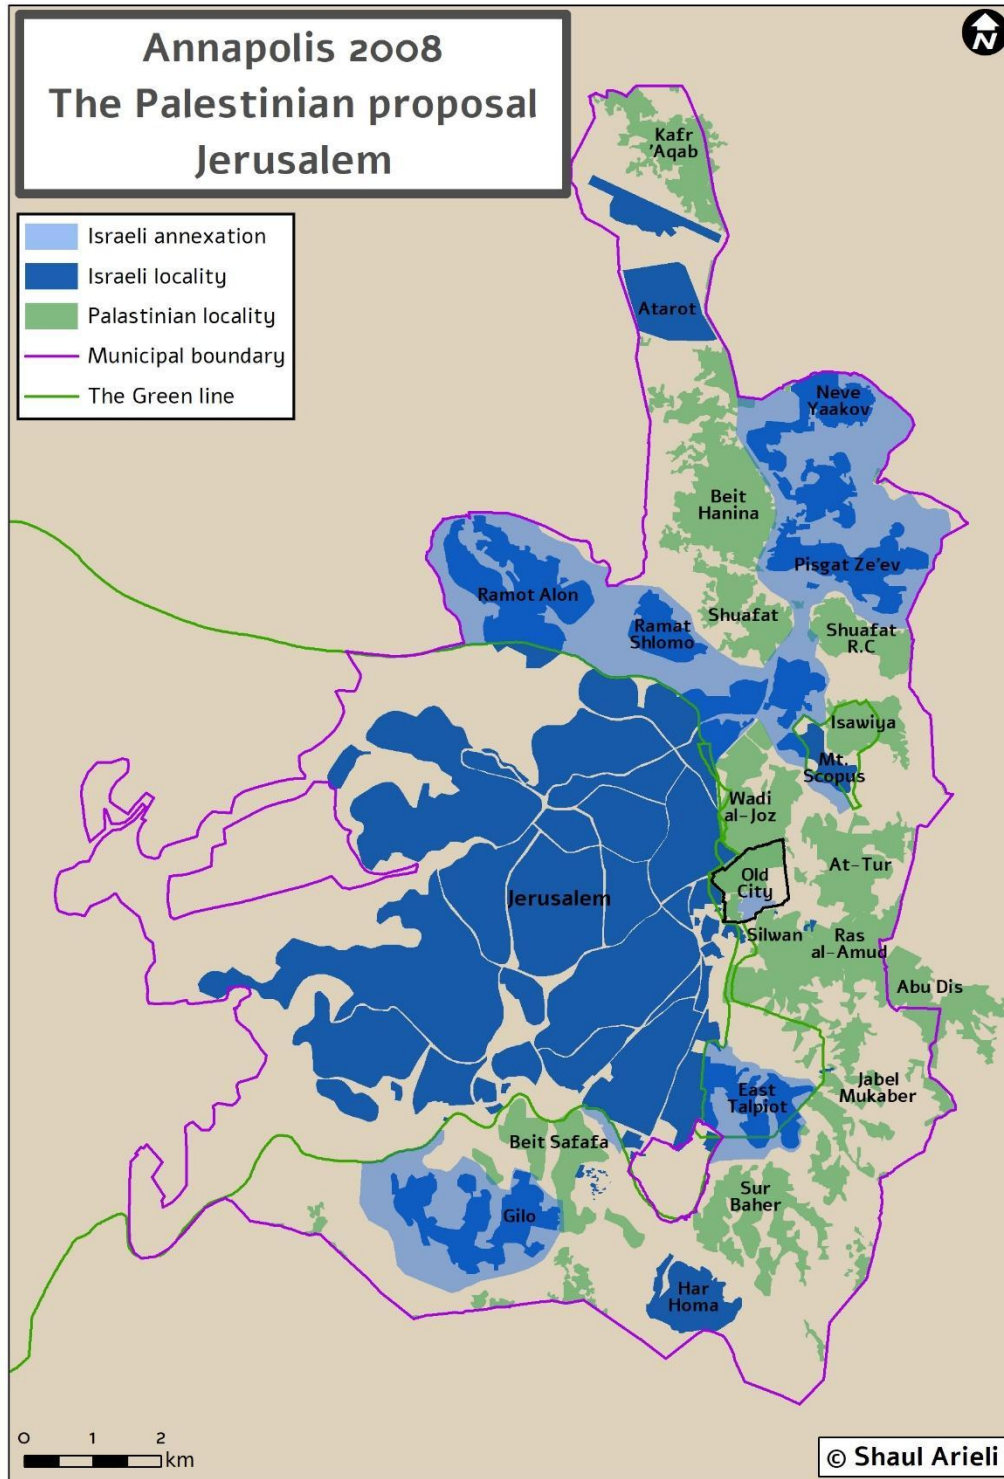 Annapolis 2008
The Palestinian proposal
Jerusalem
N
Israeli annexation
Israeli locality
Palastinian locality
Municipal boundary
The Green line
Kafr
'Aqab
Atarot
Neve
Yaakov
Beit
Hanina
Pisgat Ze'ev
Ramot Alon
Ramat
Shlomo
Shuafat
Shuafat
R.C
Isawiya
Mt.
Scopus
Wadi
al-Joz
At-Tur
Old
City
Jerusalem
Silwan
Ras
al-Amud
Abu Dis
Jabel
Mukaber
East
Talpiot
Beit Safafa
Sur
Baher
Gilo
Har
Homa
0 1 2
km
© Shaul Arieli